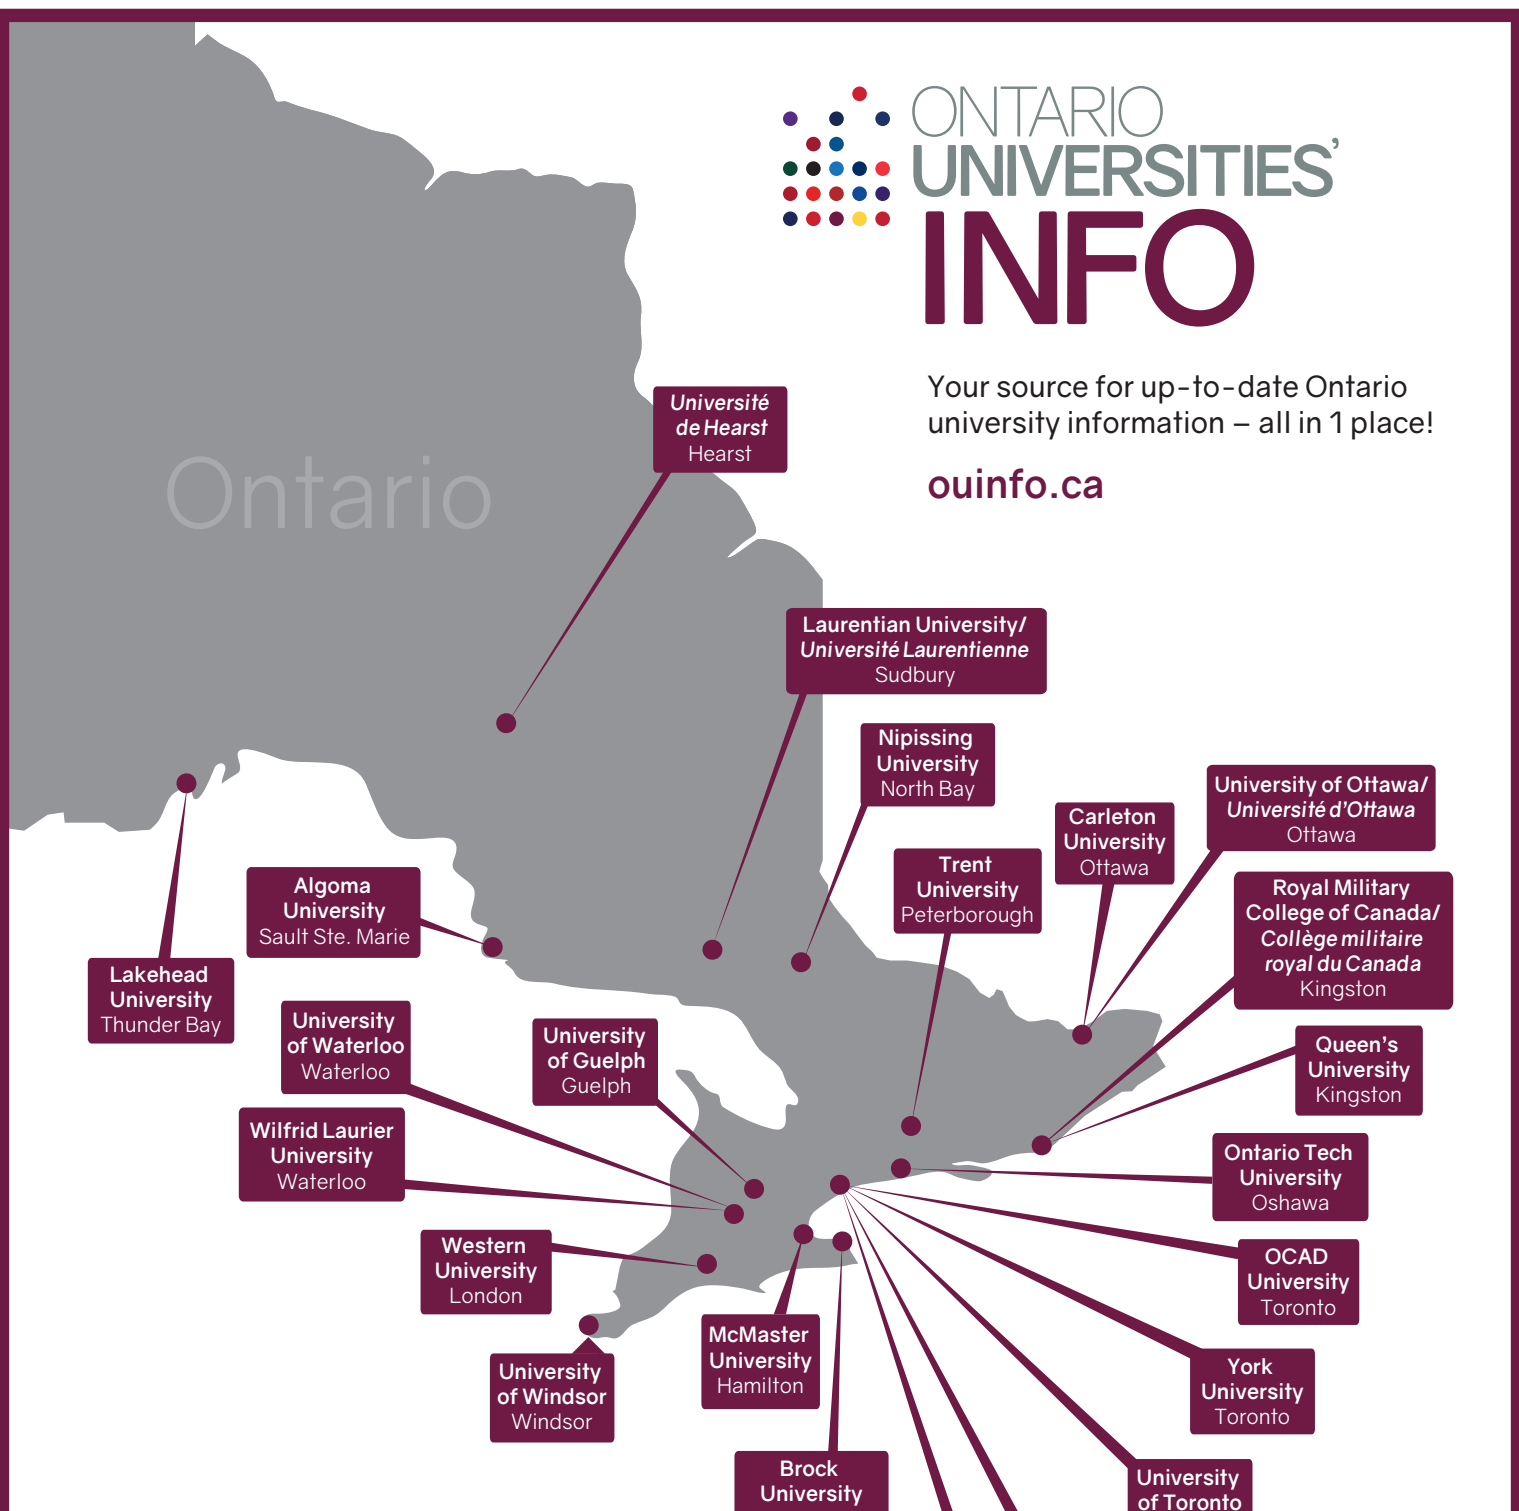 ONTARIO
UNIVERSITIES’
INFO
Your source for up-to-date Ontario
university information – all in 1 place!
ouinfo.ca
Ontario
Université
de Hearst
Hearst
Laurentian University/
Université Laurentienne
Sudbury
Nipissing
University
North Bay
University of Ottawa/
Université d’Ottawa
Ottawa
Carleton
University
Ottawa
Trent
University
Peterborough
Royal Military
College of Canada/
Collège militaire
royal du Canada
Kingston
Algoma
University
Sault Ste. Marie
Lakehead
University
Thunder Bay
University
of Waterloo
Waterloo
University
of Guelph
Guelph
Queen’s
University
Kingston
Wilfrid Laurier
University
Waterloo
Ontario Tech
University
Oshawa
Western
University
London
OCAD
University
Toronto
McMaster
University
Hamilton
University
of Windsor
Windsor
York
University
Toronto
Brock
University
University
of Toronto